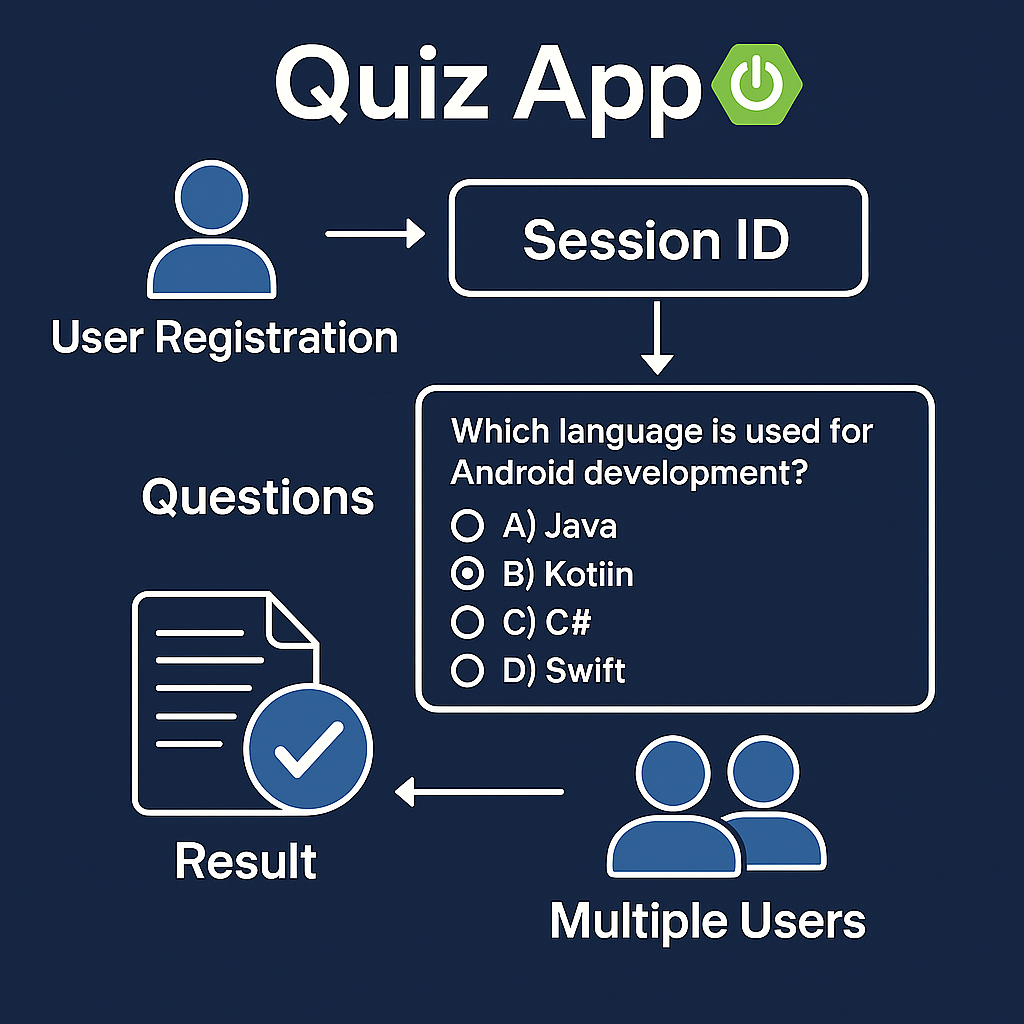 Quiz App
Session ID
User Registration
Which language is used for
Android development?
Questions
A) Java
B) Kotiin
C) C#
D) Swift
Result
Multiple Users